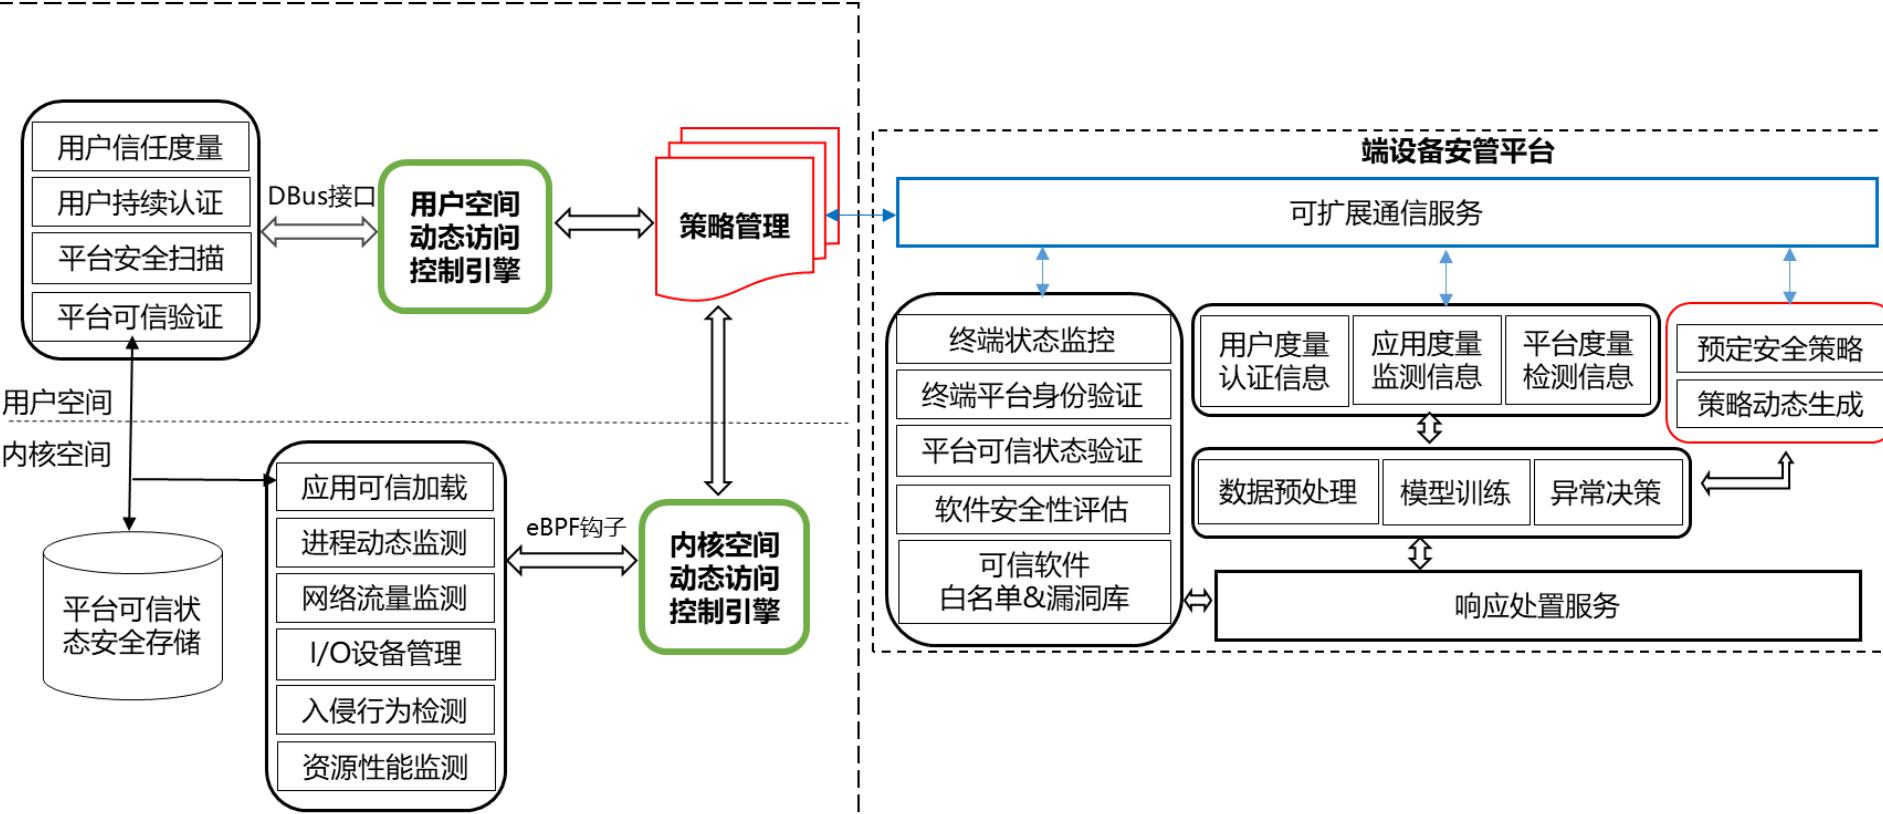 用户信任度量
用户持续认证
平台安全扫描
平台可信验证
DBus接口
用户空间
动态访问
控制引擎
策略管理
用户空间
内核空间
平台可信状
态安全存储
应用可信加载
进程动态监测
网络流量监测
I/O设备管理
入侵行为检测
资源性能监测
eBPF钩子
内核空间
动态访问
控制引擎
端设备安管平台
可扩展通信服务
终端状态监控
终端平台身份验证
平台可信状态验证
软件安全性评估
可信软件
白名单&漏洞库
用户度量
认证信息
应用度量
监测信息
平台度量
检测信息
预定安全策略
策略动态生成
数据预处理
模型训练
异常决策
响应处置服务